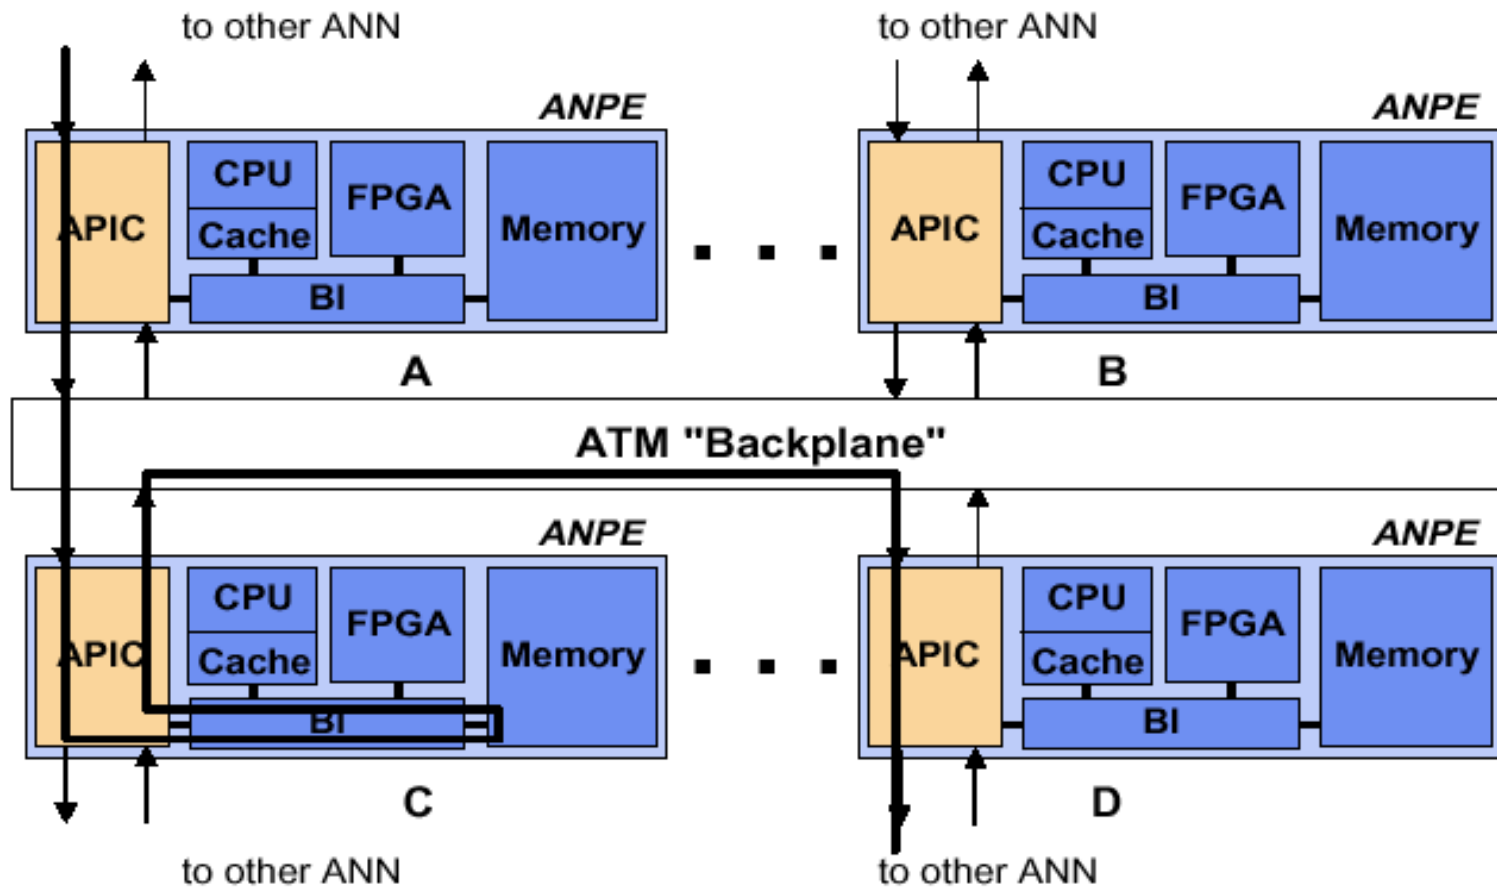 to other ANN
to other ANN
ANPE
ANPE
APIC
CPU
Cache
FPGA
BI
Memory
. . .
APIC
CPU
Cache
FPGA
BI
Memory
A
B
ATM "Backplane"
ANPE
ANPE
APIC
CPU
Cache
FPGA
BI
Memory
. . .
APIC
CPU
Cache
FPGA
BI
Memory
C
D
to other ANN
to other ANN